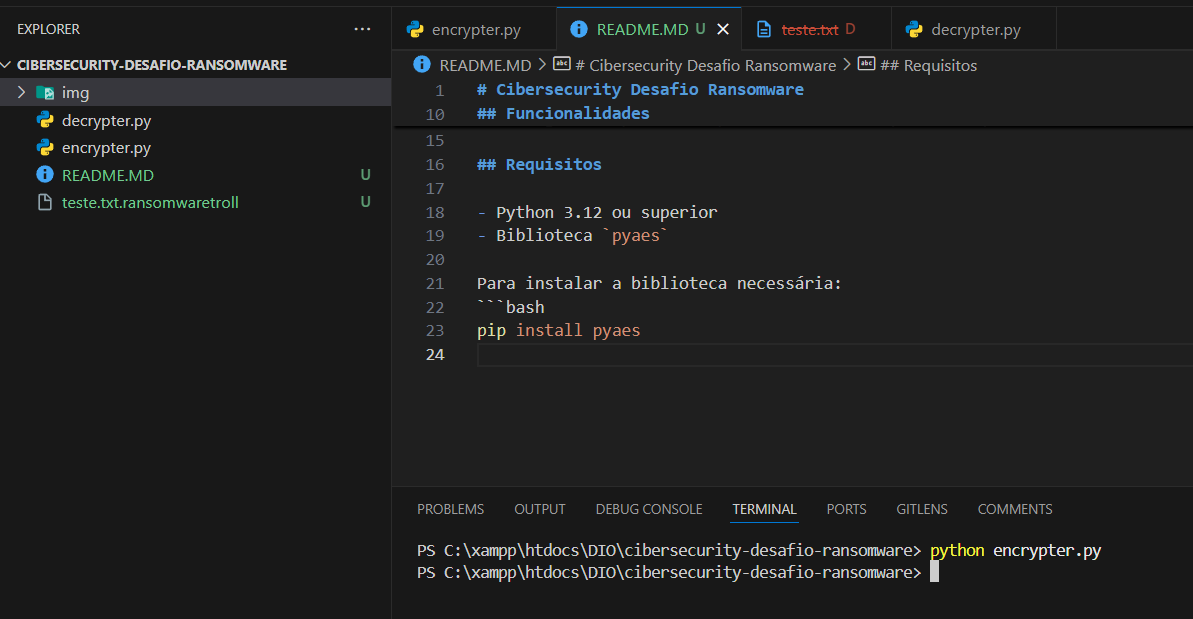 EXPLORER ···
CIBERSECURITY-DESAFIO-RANSOMWARE
img
decrypter.py
encrypter.py
README.MD U
teste.txt.ransomwaretroll U
encrypter.py README.MD U teste.txt D decrypter.py
README.MD > # Cibersecurity Desafio Ransomware > ## Requisitos
1 # Cibersecurity Desafio Ransomware
10 ## Funcionalidades
15
16 ## Requisitos
17
18 - Python 3.12 ou superior
19 - Biblioteca `pyaes`
20
21 Para instalar a biblioteca necessária:
22 ```bash
23 pip install pyaes
24
PROBLEMS OUTPUT DEBUG CONSOLE TERMINAL PORTS GITLENS COMMENTS
PS C:\xampp\htdocs\DIO\cibersecurity-desafio-ransomware> python encrypter.py
PS C:\xampp\htdocs\DIO\cibersecurity-desafio-ransomware>